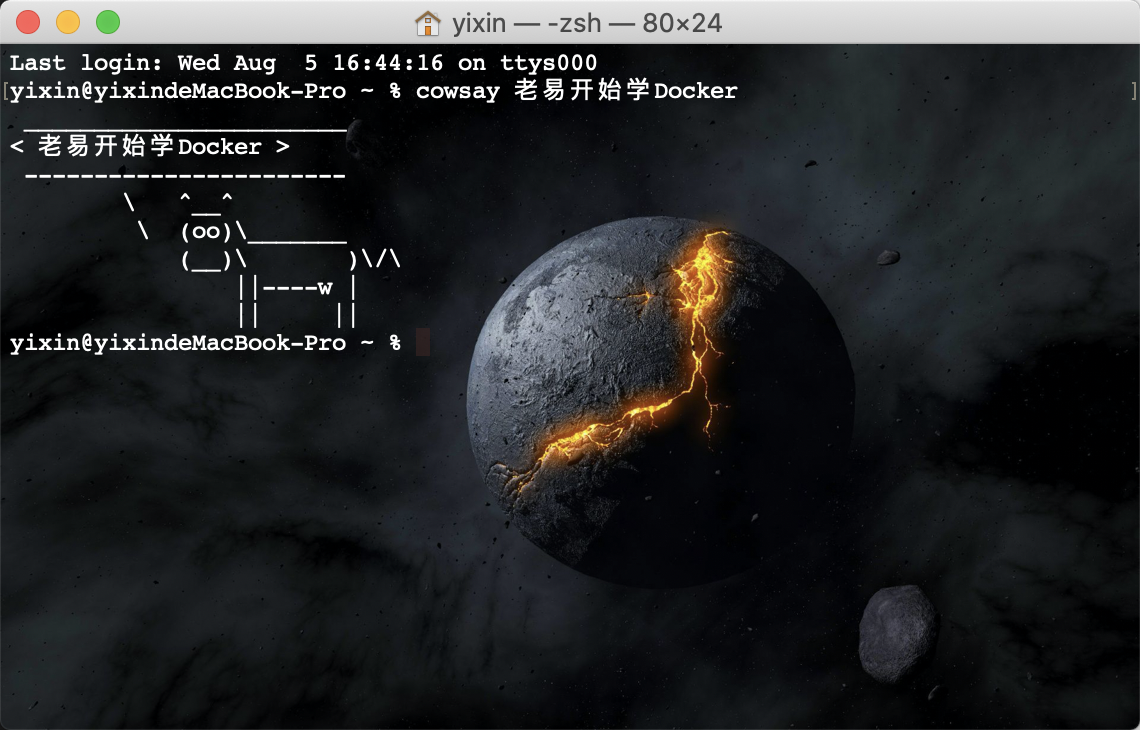 yixin — -zsh — 80×24
Last login: Wed Aug  5 16:44:16 on ttys000
[yixin@yixindeMacBook-Pro ~ % cowsay 老易开始学Docker ]
 _______________________
< 老易开始学Docker >
 -----------------------
        \   ^__^
         \  (oo)\_______
            (__)\       )\/\
                ||----w |
                ||     ||
yixin@yixindeMacBook-Pro ~ %